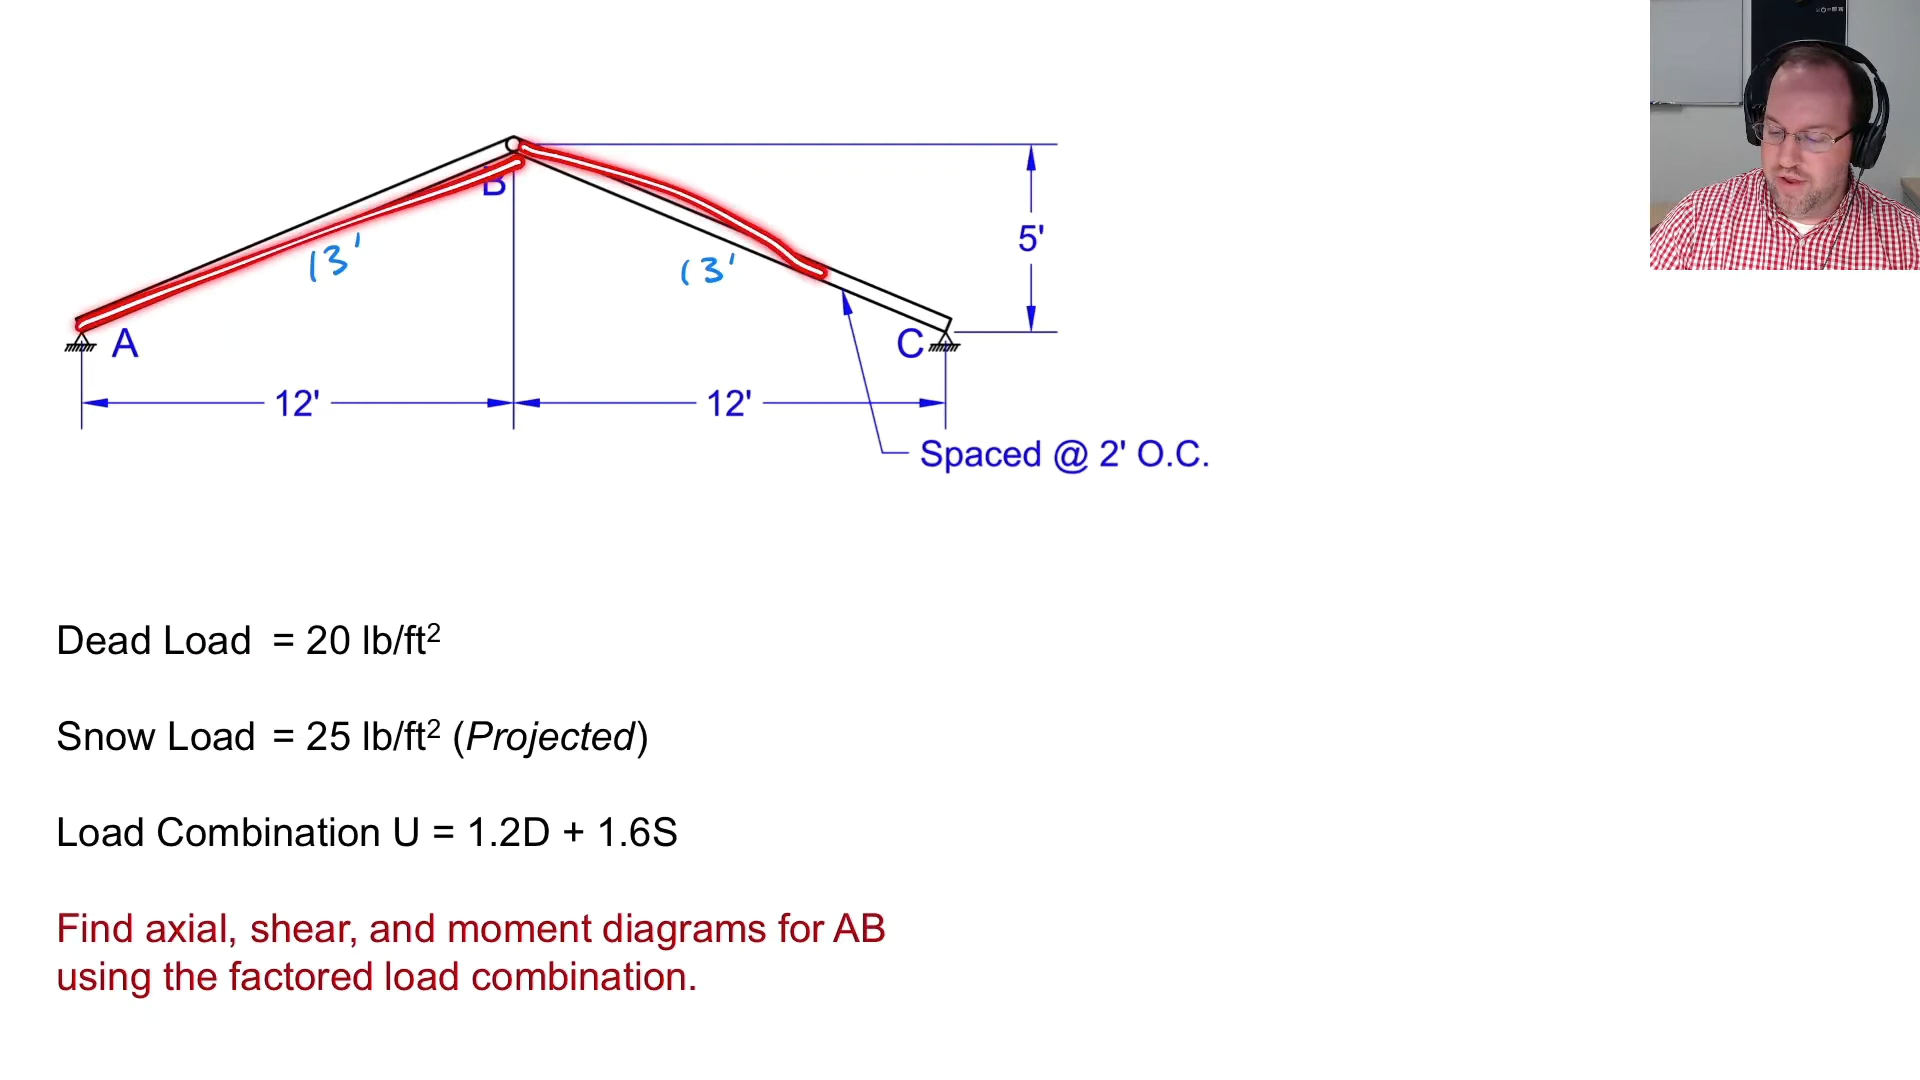 B
13'
13'
5'
A
C
12'
12'
Spaced @ 2' O.C.
Dead Load = 20 lb/ft²
Snow Load = 25 lb/ft² (Projected)
Load Combination U = 1.2D + 1.6S
Find axial, shear, and moment diagrams for AB
using the factored load combination.